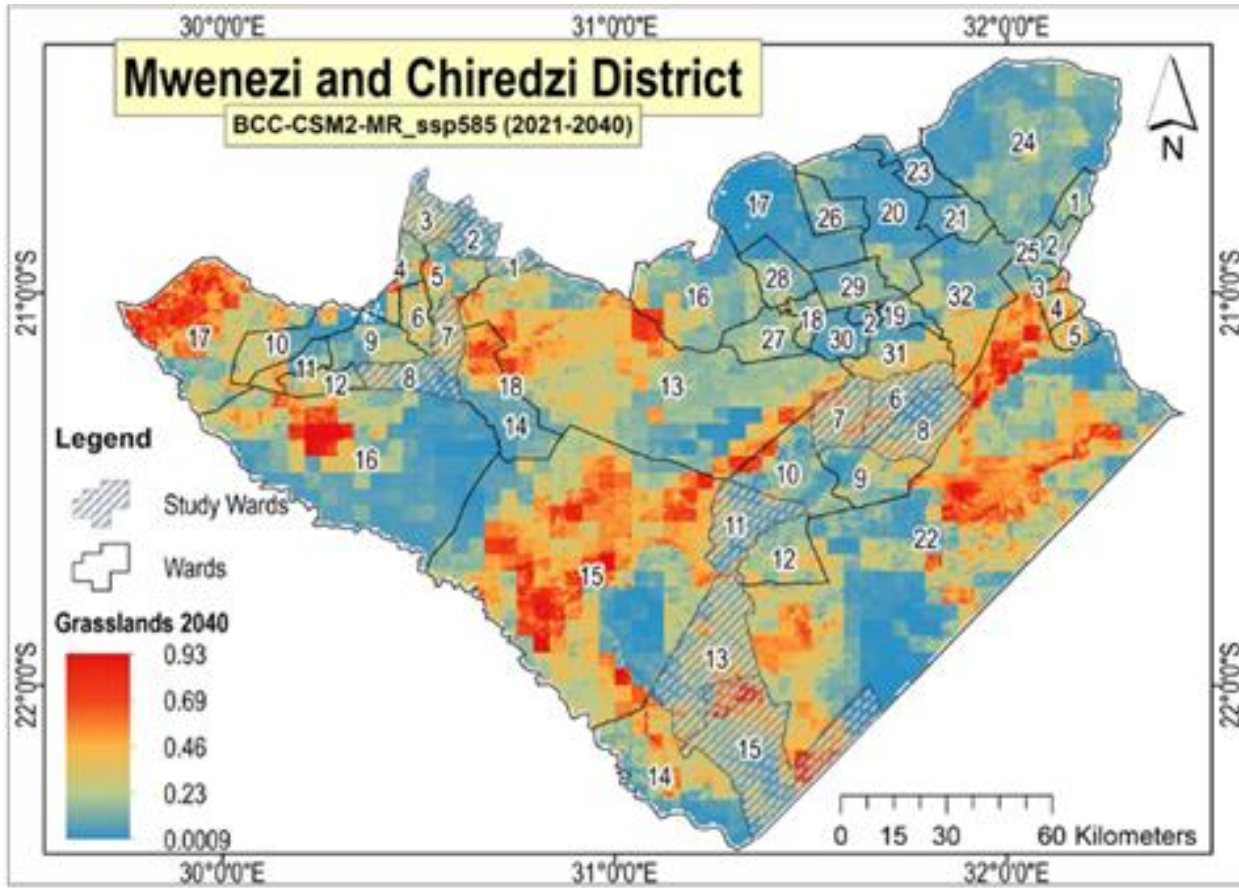 30°0'0"E 31°0'0"E 32°0'0"E
Mwenezi and Chiredzi District
BCC-CSM2-MR_ssp585 (2021-2040)
N
24
23
17 26 20 21 1
3 2
25 2
1
4 5
21°0'0"S 21°0'0"S
16 28 29 32 3
17 10 9 6 7 18 30 2 19 4
27 5
11 31
12 8 18 13
14 7 6
8
Legend
16 10 9
Study Wards
11 22
Wards
12
15
Grasslands 2040
0.93
13
0.69
22°0'0"S 22°0'0"S
0.46
15
14
0.23
0.0009
0 15 30 60 Kilometers
30°0'0"E 31°0'0"E 32°0'0"E